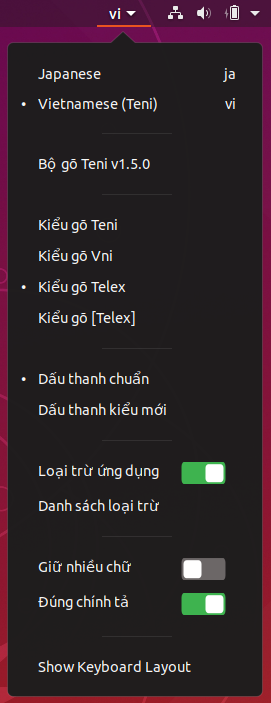 vi
Japanese ja
Vietnamese (Teni) vi
Bộ gõ Teni v1.5.0
Kiểu gõ Teni
Kiểu gõ Vni
Kiểu gõ Telex
Kiểu gõ [Telex]
Dấu thanh chuẩn
Dấu thanh kiểu mới
Loại trừ ứng dụng
Danh sách loại trừ
Giữ nhiều chữ
Đúng chính tả
Show Keyboard Layout